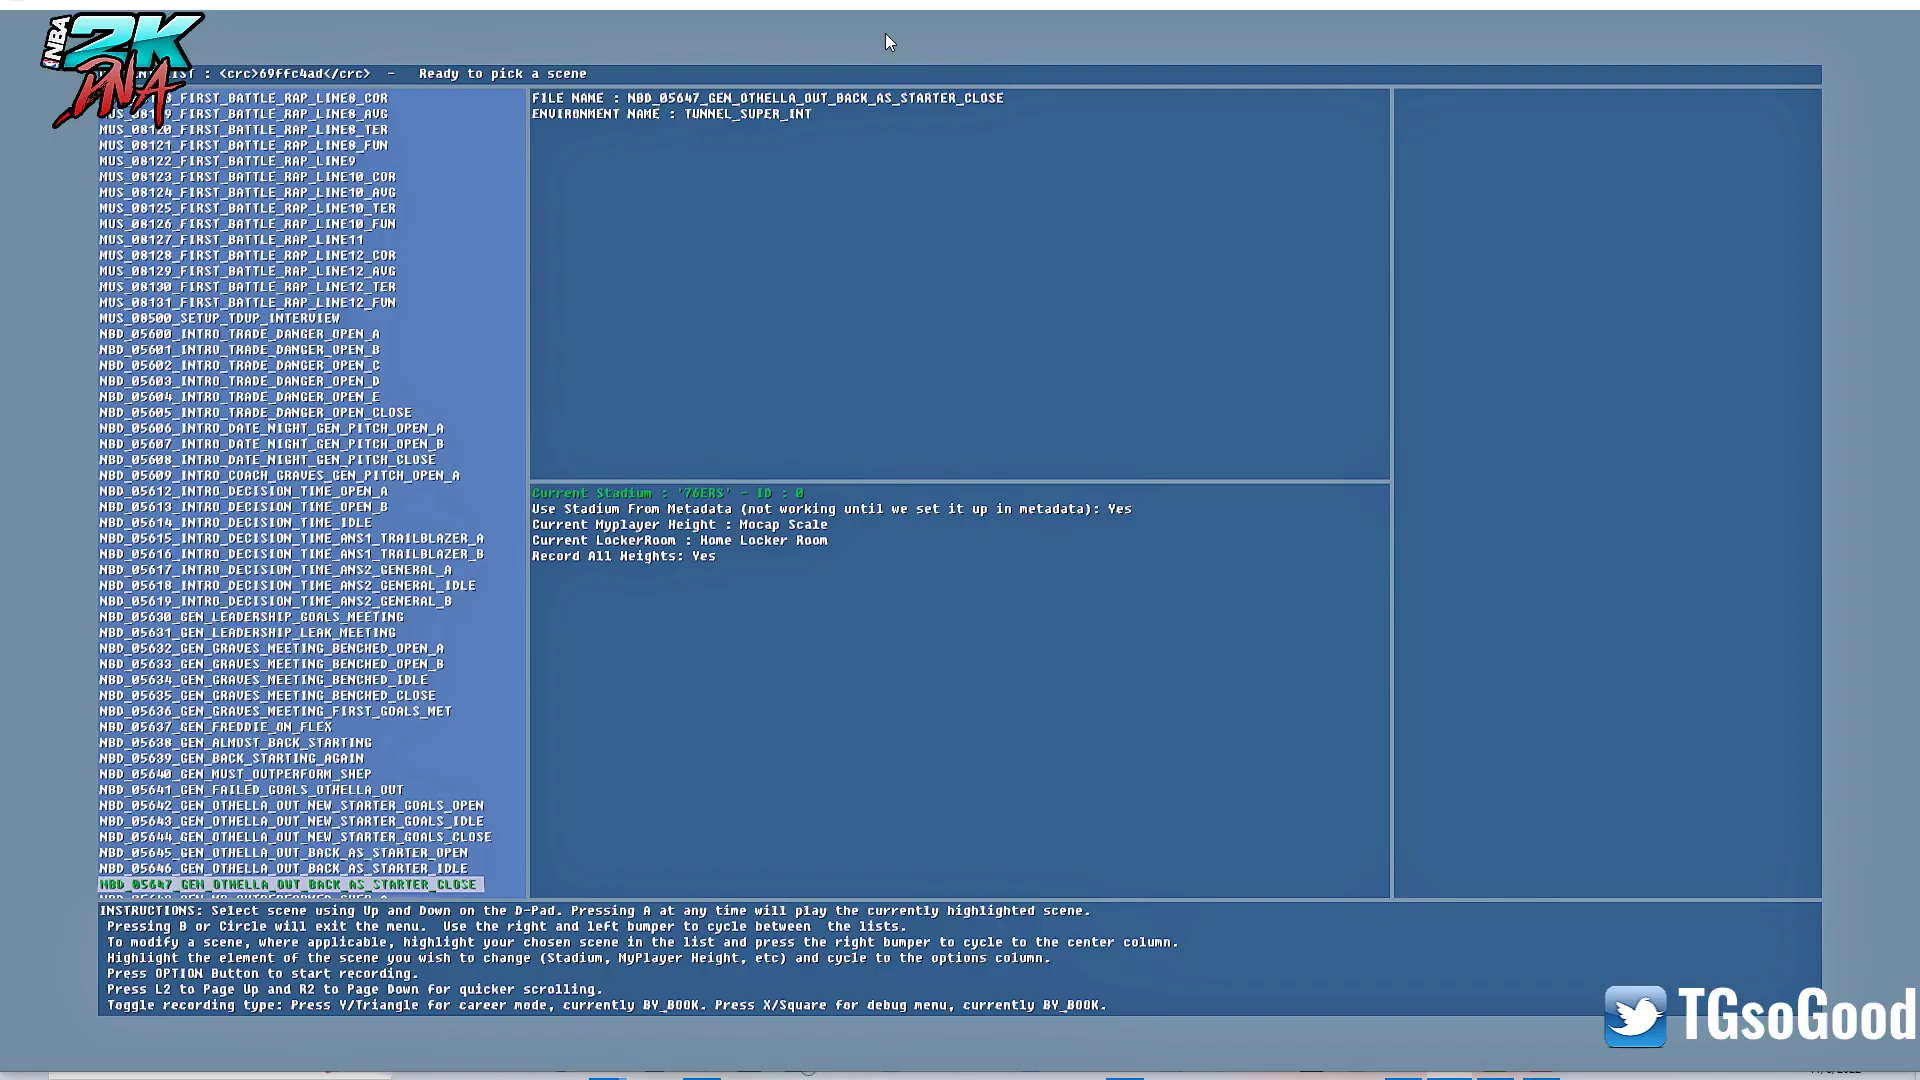 NBA 2K
DNA
IST : <crc>69ffc4ad</crc> - Ready to pick a scene
8_FIRST_BATTLE_RAP_LINE8_COR
MUS_08119_FIRST_BATTLE_RAP_LINE8_AVG
MUS_08120_FIRST_BATTLE_RAP_LINE8_TER
MUS_08121_FIRST_BATTLE_RAP_LINE8_FUN
MUS_08122_FIRST_BATTLE_RAP_LINE9
MUS_08123_FIRST_BATTLE_RAP_LINE10_COR
MUS_08124_FIRST_BATTLE_RAP_LINE10_AVG
MUS_08125_FIRST_BATTLE_RAP_LINE10_TER
MUS_08126_FIRST_BATTLE_RAP_LINE10_FUN
MUS_08127_FIRST_BATTLE_RAP_LINE11
MUS_08128_FIRST_BATTLE_RAP_LINE12_COR
MUS_08129_FIRST_BATTLE_RAP_LINE12_AVG
MUS_08130_FIRST_BATTLE_RAP_LINE12_TER
MUS_08131_FIRST_BATTLE_RAP_LINE12_FUN
MUS_08500_SETUP_TDUP_INTERVIEW
NBD_05600_INTRO_TRADE_DANGER_OPEN_A
NBD_05601_INTRO_TRADE_DANGER_OPEN_B
NBD_05602_INTRO_TRADE_DANGER_OPEN_C
NBD_05603_INTRO_TRADE_DANGER_OPEN_D
NBD_05604_INTRO_TRADE_DANGER_OPEN_E
NBD_05605_INTRO_TRADE_DANGER_OPEN_CLOSE
NBD_05606_INTRO_DATE_NIGHT_GEN_PITCH_OPEN_A
NBD_05607_INTRO_DATE_NIGHT_GEN_PITCH_OPEN_B
NBD_05608_INTRO_DATE_NIGHT_GEN_PITCH_CLOSE
NBD_05609_INTRO_COACH_GRAVES_GEN_PITCH_OPEN_A
NBD_05612_INTRO_DECISION_TIME_OPEN_A
NBD_05613_INTRO_DECISION_TIME_OPEN_B
NBD_05614_INTRO_DECISION_TIME_IDLE
NBD_05615_INTRO_DECISION_TIME_ANS1_TRAILBLAZER_A
NBD_05616_INTRO_DECISION_TIME_ANS1_TRAILBLAZER_B
NBD_05617_INTRO_DECISION_TIME_ANS2_GENERAL_A
NBD_05618_INTRO_DECISION_TIME_ANS2_GENERAL_IDLE
NBD_05619_INTRO_DECISION_TIME_ANS2_GENERAL_B
NBD_05630_GEN_LEADERSHIP_GOALS_MEETING
NBD_05631_GEN_LEADERSHIP_LEAK_MEETING
NBD_05632_GEN_GRAVES_MEETING_BENCHED_OPEN_A
NBD_05633_GEN_GRAVES_MEETING_BENCHED_OPEN_B
NBD_05634_GEN_GRAVES_MEETING_BENCHED_IDLE
NBD_05635_GEN_GRAVES_MEETING_BENCHED_CLOSE
NBD_05636_GEN_GRAVES_MEETING_FIRST_GOALS_MET
NBD_05637_GEN_FREDDIE_ON_FLEX
NBD_05638_GEN_ALMOST_BACK_STARTING
NBD_05639_GEN_BACK_STARTING_AGAIN
NBD_05640_GEN_MUST_OUTPERFORM_SHEP
NBD_05641_GEN_FAILED_GOALS_OTHELLA_OUT
NBD_05642_GEN_OTHELLA_OUT_NEW_STARTER_GOALS_OPEN
NBD_05643_GEN_OTHELLA_OUT_NEW_STARTER_GOALS_IDLE
NBD_05644_GEN_OTHELLA_OUT_NEW_STARTER_GOALS_CLOSE
NBD_05645_GEN_OTHELLA_OUT_BACK_AS_STARTER_OPEN
NBD_05646_GEN_OTHELLA_OUT_BACK_AS_STARTER_IDLE
NBD_05647_GEN_OTHELLA_OUT_BACK_AS_STARTER_CLOSE
FILE NAME : NBD_05647_GEN_OTHELLA_OUT_BACK_AS_STARTER_CLOSE
ENVIRONMENT NAME : TUNNEL_SUPER_INT
Current Stadium : '76ERS' - ID : 0
Use Stadium From Metadata (not working until we set it up in metadata): Yes
Current Myplayer Height : Mocap Scale
Current LockerRoom : Home Locker Room
Record All Heights: Yes
INSTRUCTIONS: Select scene using Up and Down on the D-Pad. Pressing A at any time will play the currently highlighted scene.
Pressing B or Circle will exit the menu. Use the right and left bumper to cycle between the lists.
To modify a scene, where applicable, highlight your chosen scene in the list and press the right bumper to cycle to the center column.
Highlight the element of the scene you wish to change (Stadium, MyPlayer Height, etc) and cycle to the options column.
Press OPTION Button to start recording.
Press L2 to Page Up and R2 to Page Down for quicker scrolling.
Toggle recording type: Press Y/Triangle for career mode, currently BY_BOOK. Press X/Square for debug menu, currently BY_BOOK.
TGsoGood